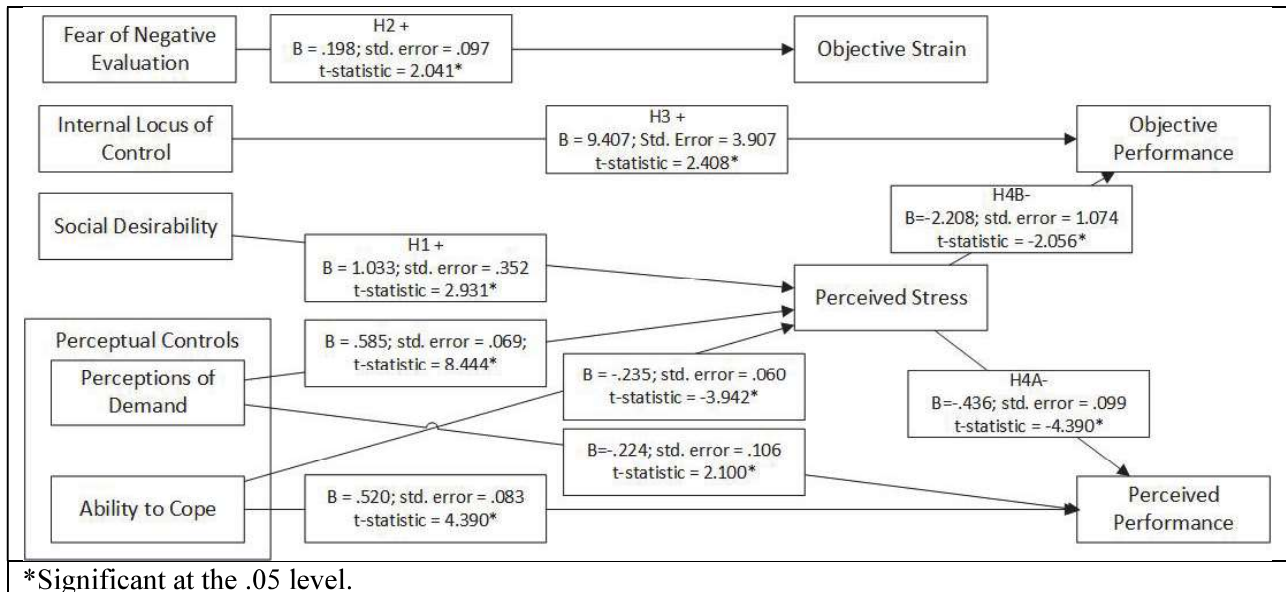 Fear of Negative
Evaluation
H2 +
B = .198; std. error = .097
t-statistic = 2.041*
Objective Strain
Internal Locus of
Control
H3 +
B = 9.407; Std. Error = 3.907
t-statistic = 2.408*
Objective
Performance
Social Desirability
H4B-
B=-2.208; std. error = 1.074
t-statistic = -2.056*
H1 +
B = 1.033; std. error = .352
t-statistic = 2.931*
Perceived Stress
Perceptual Controls
B = .585; std. error = .069;
t-statistic = 8.444*
Perceptions of
Demand
B = -.235; std. error = .060
t-statistic = -3.942*
H4A-
B=-.436; std. error = .099
t-statistic = -4.390*
B=-.224; std. error = .106
t-statistic = 2.100*
Ability to Cope
B = .520; std. error = .083
t-statistic = 4.390*
Perceived
Performance
*Significant at the .05 level.